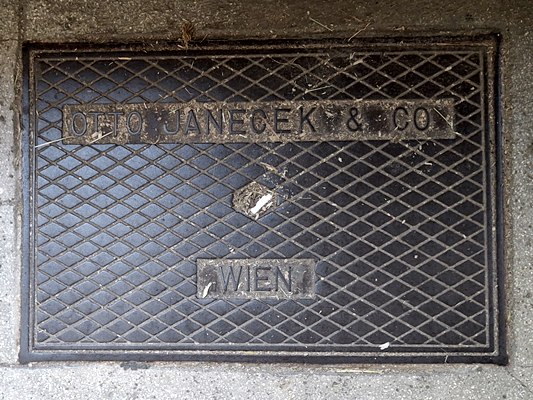 OTTO JANECEK & CO.
WIEN.